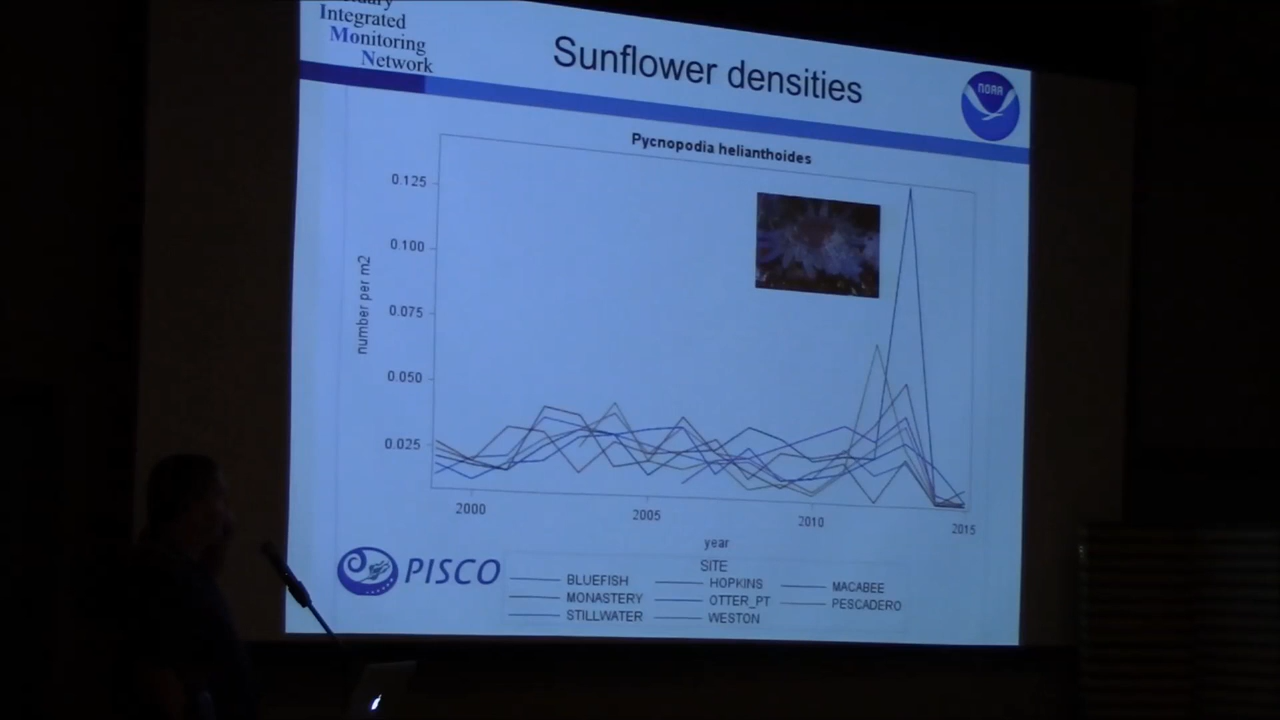 Integrated
Monitoring
Network
Sunflower densities
NOAA
Pycnopodia helianthoides
0.125
0.100
0.075
0.050
0.025
number per m2
2000
2005
2010
2015
year
PISCO
SITE
BLUEFISH
HOPKINS
MACABEE
MONASTERY
OTTER_PT
PESCADERO
STILLWATER
WESTON